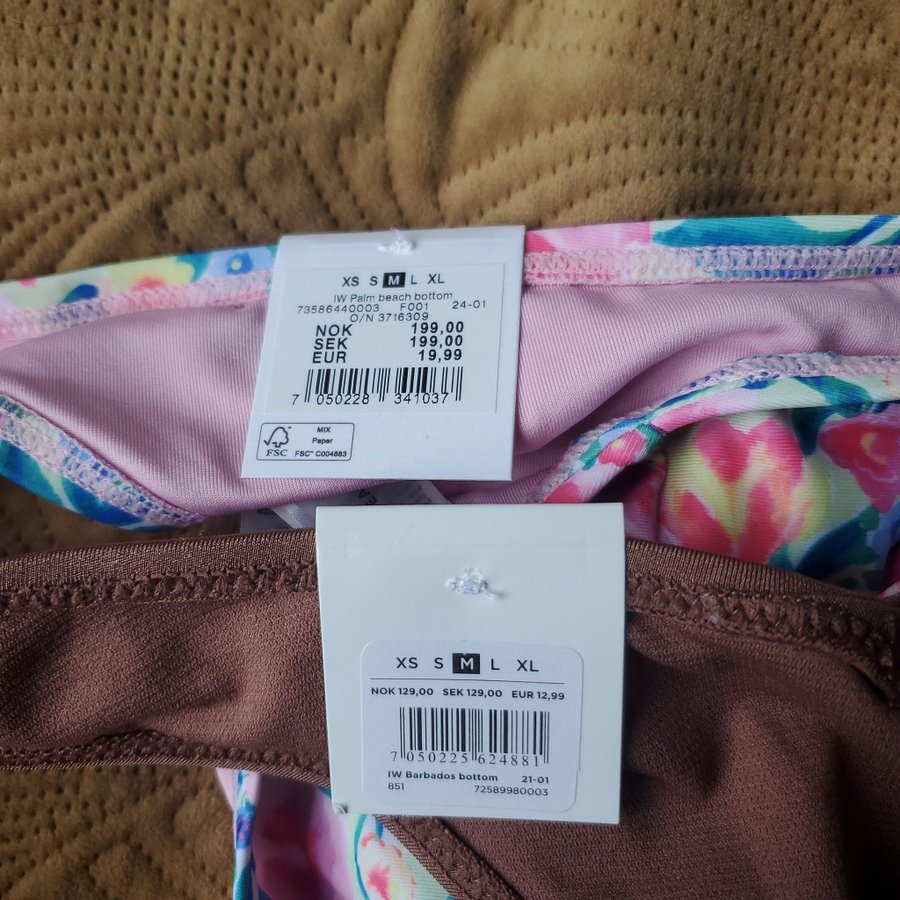 XS S M L XL
IW Palm beach bottom
73586440003 F001 24-01
O/N 3716309
NOK 199,00
SEK 199,00
EUR 19,99
7 050228 341037
FSC
MIX
Paper
FSC® C004883
XS S M L XL
NOK 129,00 SEK 129,00 EUR 12,99
7 050225 624881
IW Barbados bottom 21-01
851 72589980003